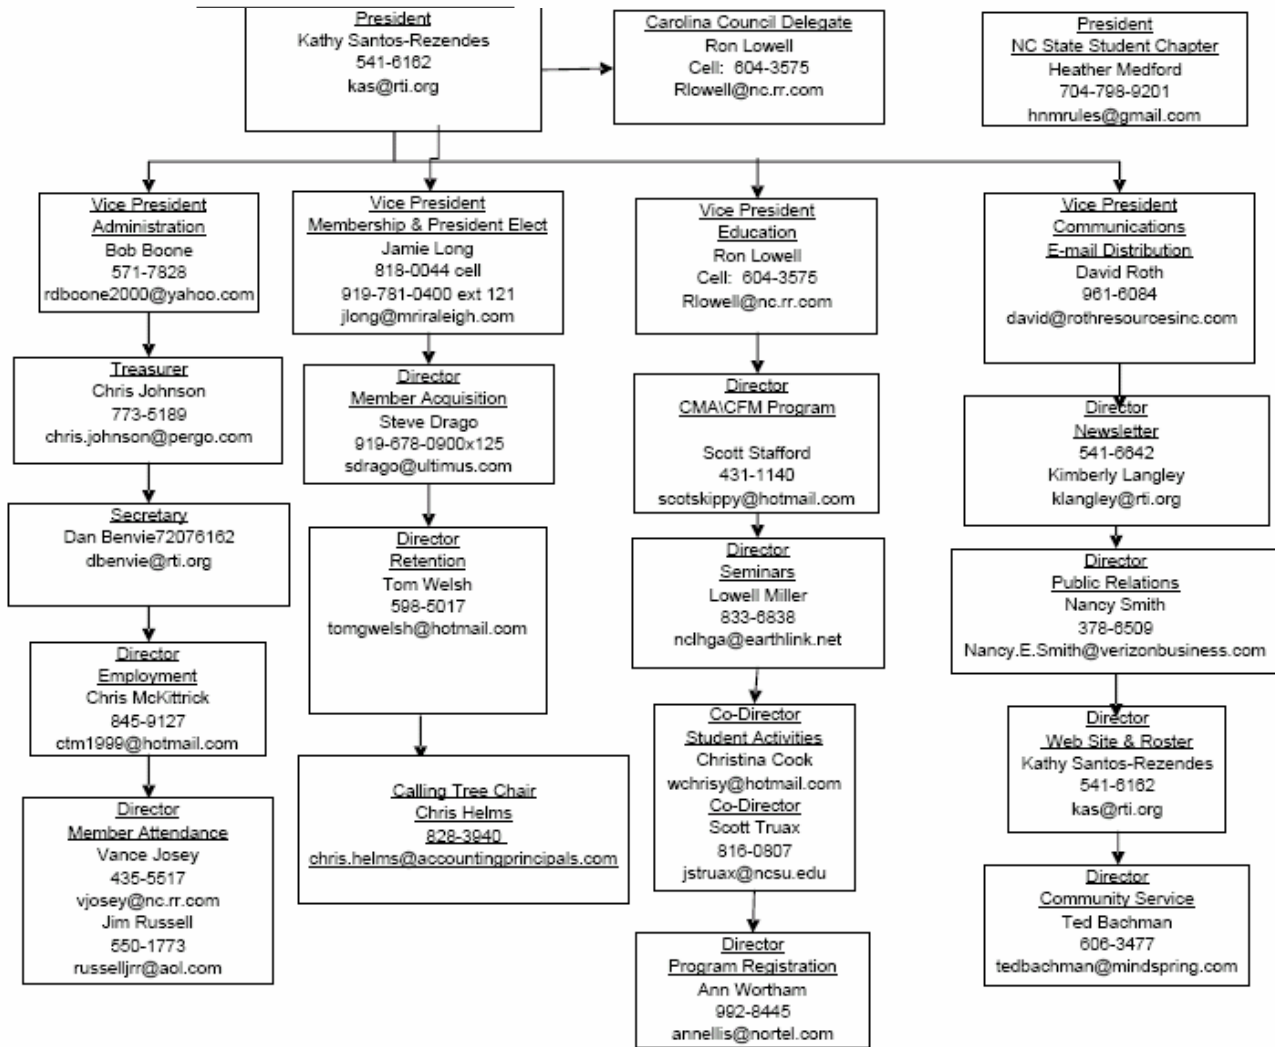 President
Kathy Santos-Rezendes
541-6162
kas@rti.org
Carolina Council Delegate
Ron Lowell
Cell: 604-3575
Rlowell@nc.rr.com
President
NC State Student Chapter
Heather Medford
704-798-9201
hnmrules@gmail.com
Vice President
Administration
Bob Boone
571-7828
rdboone2000@yahoo.com
Treasurer
Chris Johnson
773-5189
chris.johnson@pergo.com
Secretary
Dan Benvie72076162
dbenvie@rti.org
Director
Employment
Chris McKittrick
845-9127
ctm1999@hotmail.com
Director
Member Attendance
Vance Josey
435-5517
vjosey@nc.rr.com
Jim Russell
550-1773
russelljrr@aol.com
Vice President
Membership & President Elect
Jamie Long
818-0044 cell
919-781-0400 ext 121
jlong@mriraleigh.com
Director
Member Acquisition
Steve Drago
919-678-0900x125
sdrago@ultimus.com
Director
Retention
Tom Welsh
598-5017
tomgwelsh@hotmail.com
Calling Tree Chair
Chris Helms
828-3940
chris.helms@accountingprincipals.com
Vice President
Education
Ron Lowell
Cell: 604-3575
Rlowell@nc.rr.com
Director
CMA\CFM Program
Scott Stafford
431-1140
scotskippy@hotmail.com
Director
Seminars
Lowell Miller
833-6838
nclhga@earthlink.net
Co-Director
Student Activities
Christina Cook
wchrisy@hotmail.com
Co-Director
Scott Truax
816-0807
jstruax@ncsu.edu
Director
Program Registration
Ann Wortham
992-8445
annellis@nortel.com
Vice President
Communications
E-mail Distribution
David Roth
961-6084
david@rothresourcesinc.com
Director
Newsletter
541-6642
Kimberly Langley
klangley@rti.org
Director
Public Relations
Nancy Smith
378-6509
Nancy.E.Smith@verizonbusiness.com
Director
Web Site & Roster
Kathy Santos-Rezendes
541-6162
kas@rti.org
Director
Community Service
Ted Bachman
606-3477
tedbachman@mindspring.com